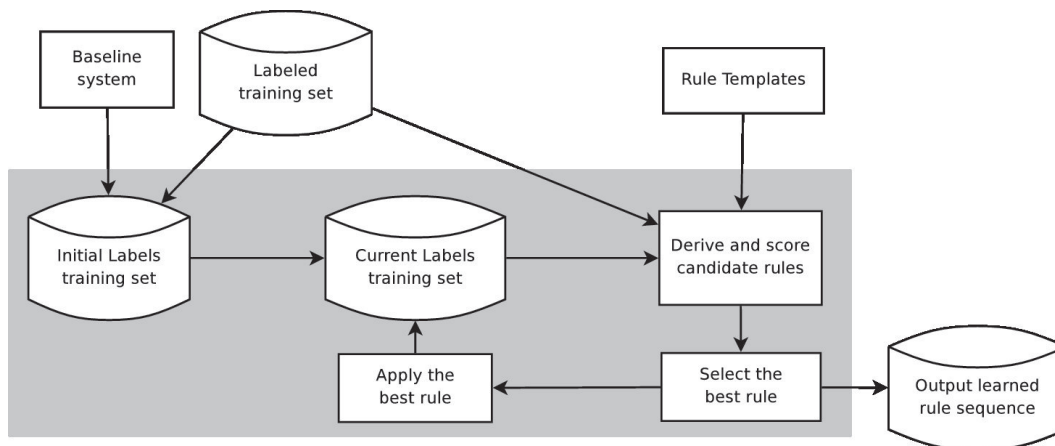 Baseline
system
Labeled
training set
Rule Templates
Initial Labels
training set
Current Labels
training set
Derive and score
candidate rules
Apply the
best rule
Select the
best rule
Output learned
rule sequence